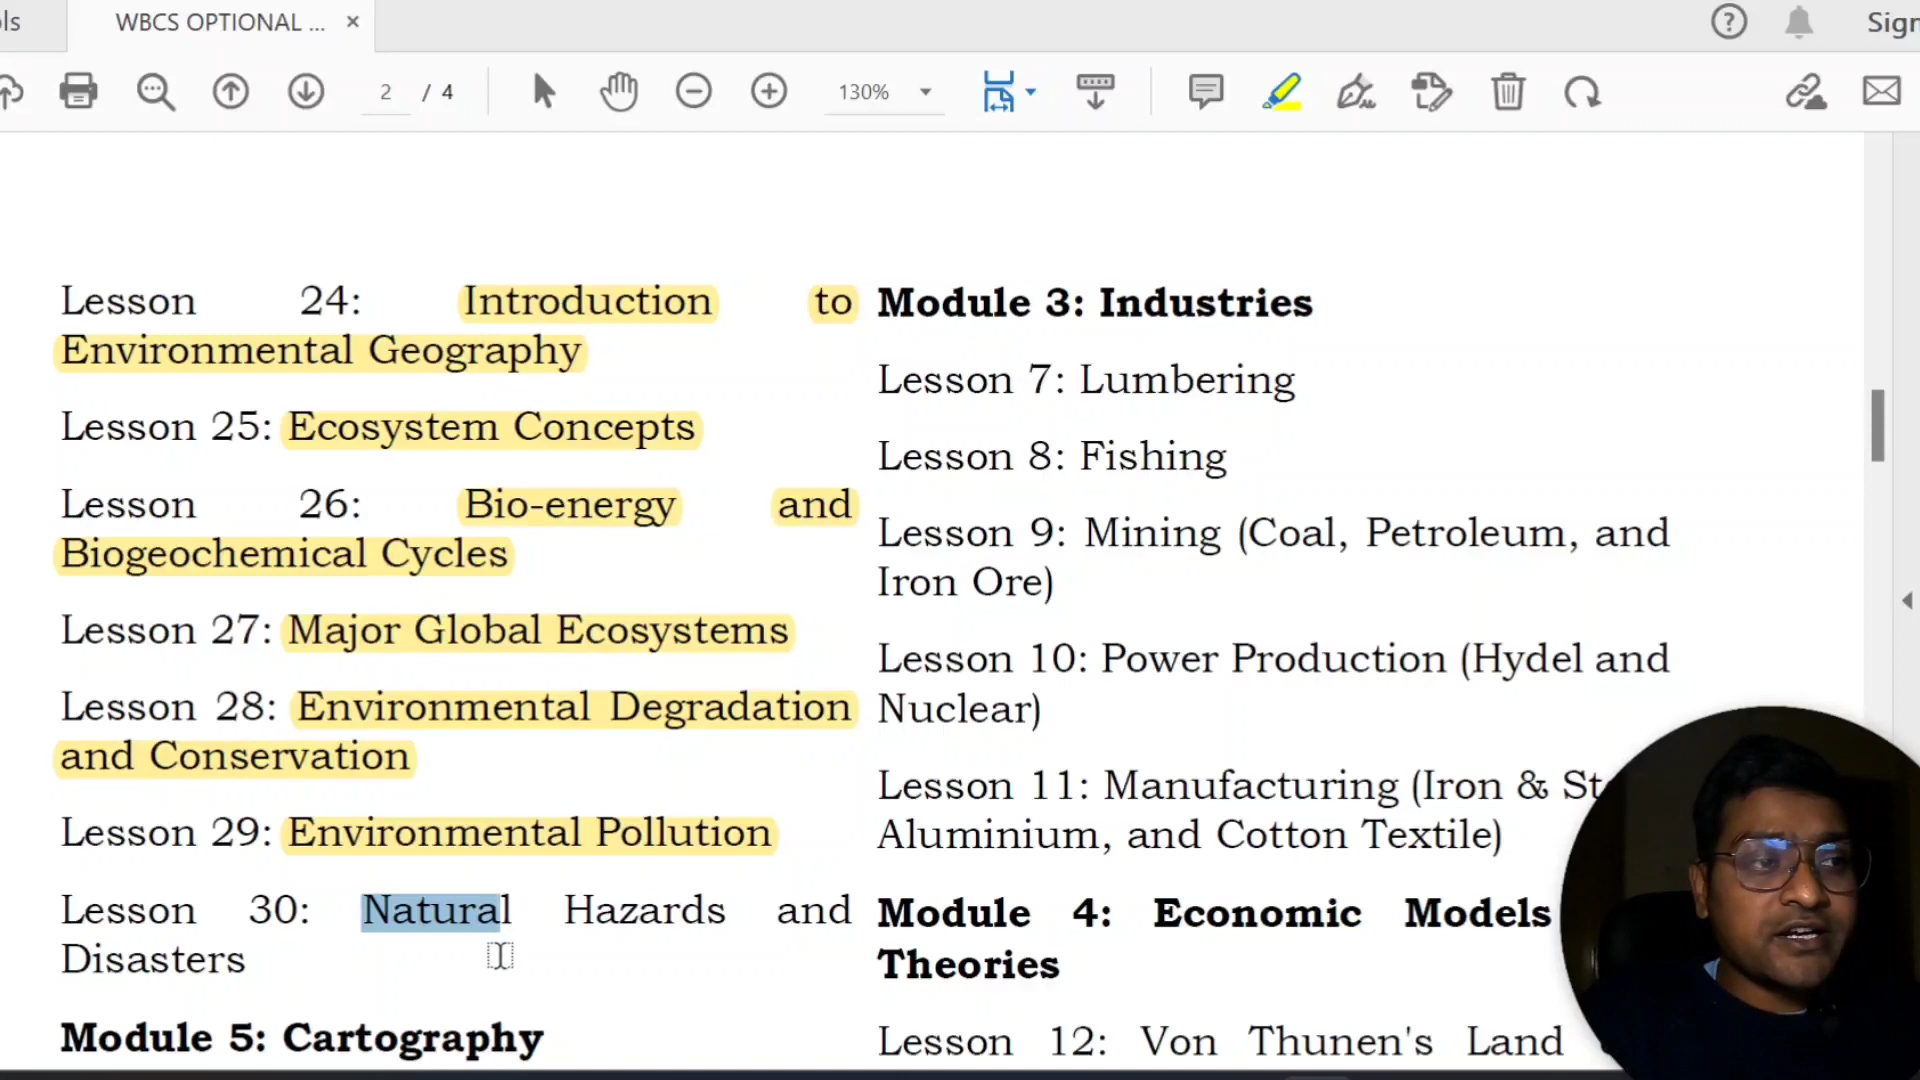 ls
WBCS OPTIONAL ...
Sign
2 / 4
130%
Lesson 24: Introduction to
Environmental Geography
Lesson 25: Ecosystem Concepts
Lesson 26: Bio-energy and
Biogeochemical Cycles
Lesson 27: Major Global Ecosystems
Lesson 28: Environmental Degradation
and Conservation
Lesson 29: Environmental Pollution
Lesson 30: Natural Hazards and
Disasters
Module 5: Cartography
Module 3: Industries
Lesson 7: Lumbering
Lesson 8: Fishing
Lesson 9: Mining (Coal, Petroleum, and
Iron Ore)
Lesson 10: Power Production (Hydel and
Nuclear)
Lesson 11: Manufacturing (Iron & St
Aluminium, and Cotton Textile)
Module 4: Economic Models
Theories
Lesson 12: Von Thunen's Land